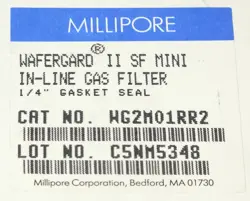 MILLIPORE
WAFERGARD® II SF MINI
IN-LINE GAS FILTER
1/4" GASKET SEAL
CAT NO. WG2M01RR2
LOT NO. C5NM5348
Millipore Corporation, Bedford, MA 01730